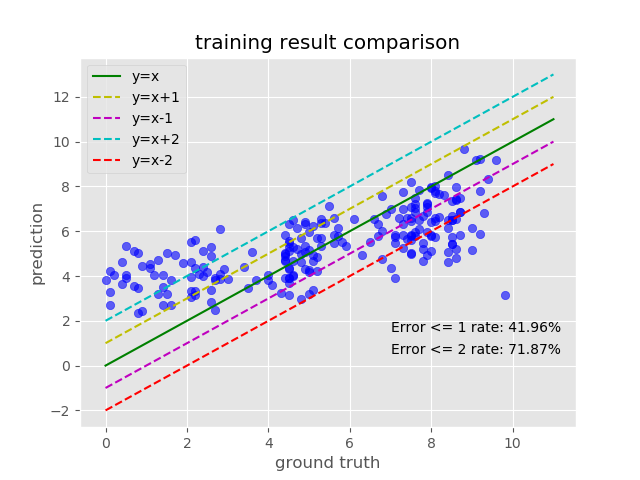 training result comparison
y=x
y=x+1
y=x-1
y=x+2
y=x-2
12
10
8
6
4
2
0
−2
prediction
Error <= 1 rate: 41.96%
Error <= 2 rate: 71.87%
0 2 4 6 8 10
ground truth